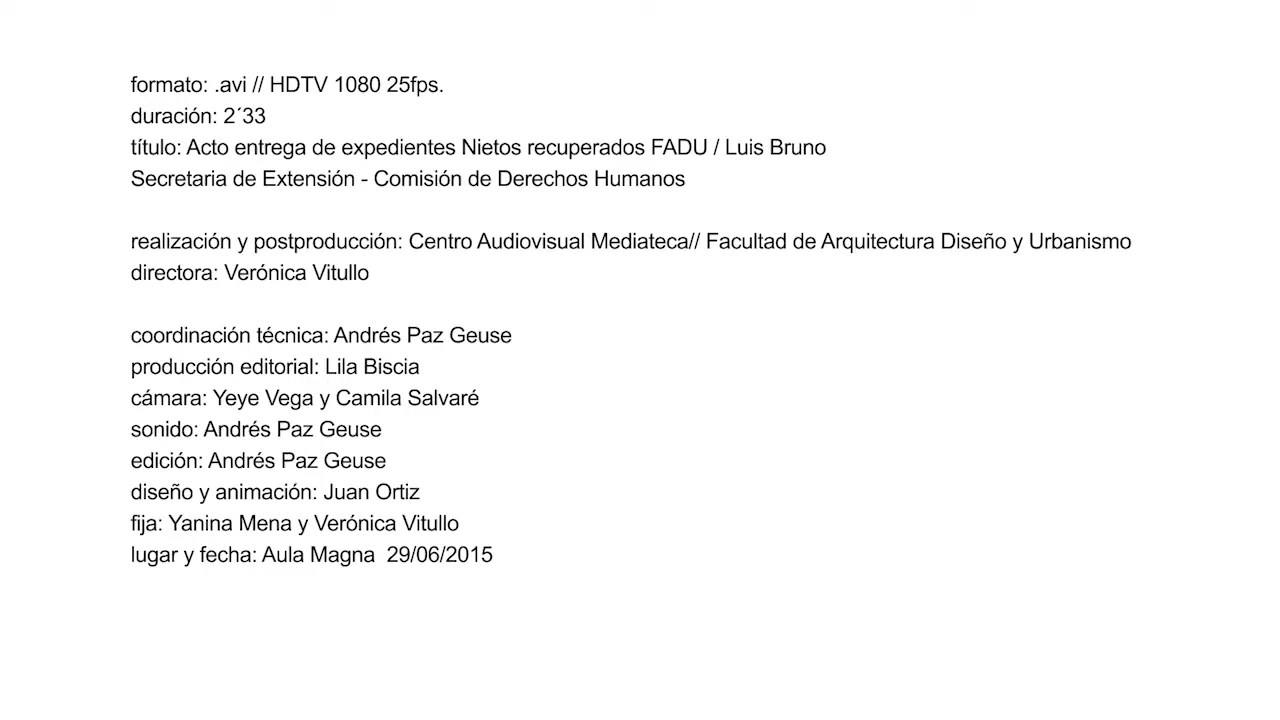 formato: .avi // HDTV 1080 25fps.
duración: 2´33
título: Acto entrega de expedientes Nietos recuperados FADU / Luis Bruno
Secretaria de Extensión - Comisión de Derechos Humanos
realización y postproducción: Centro Audiovisual Mediateca// Facultad de Arquitectura Diseño y Urbanismo
directora: Verónica Vitullo
coordinación técnica: Andrés Paz Geuse
producción editorial: Lila Biscia
cámara: Yeye Vega y Camila Salvaré
sonido: Andrés Paz Geuse
edición: Andrés Paz Geuse
diseño y animación: Juan Ortiz
fija: Yanina Mena y Verónica Vitullo
lugar y fecha: Aula Magna  29/06/2015